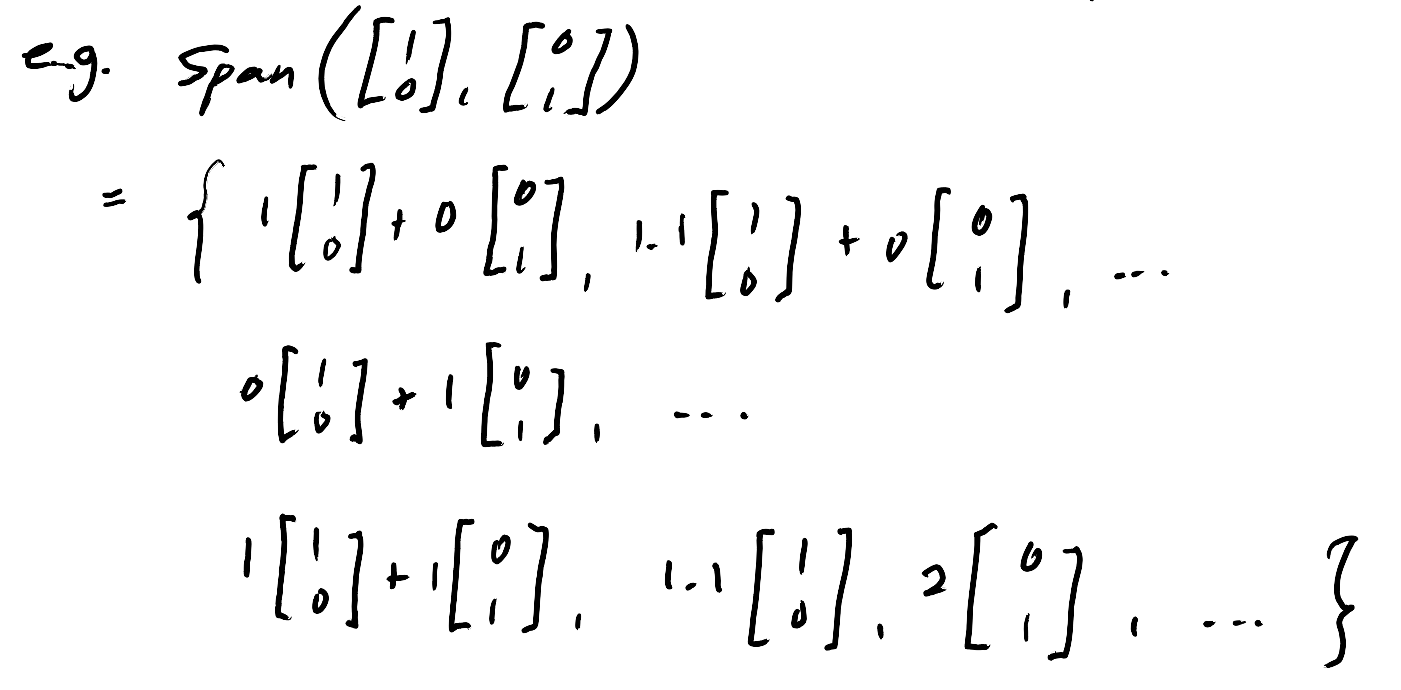 e.g. Span([1 0], [0 1])
= { 1[1 0] + 0[0 1], 1.1[1 0] + 0[0 1], ...
0[1 0] + 1[0 1], ...
1[1 0] + 1[0 1], 1.1[1 0], 2[0 1], ... }